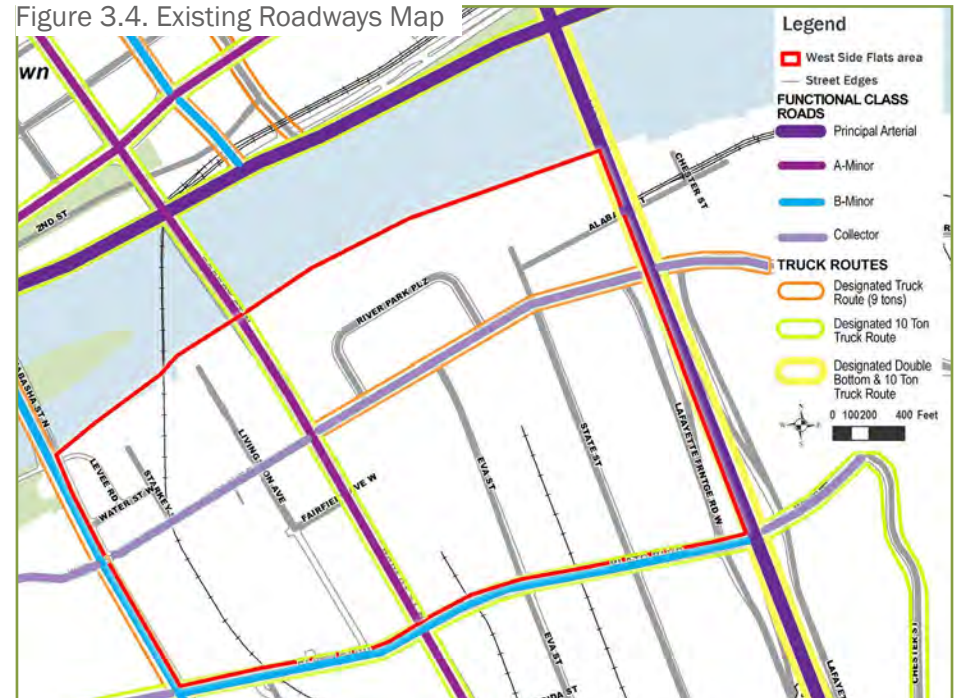 Figure 3.4. Existing Roadways Map
wn
2ND ST
CHESTER ST
RIVER PARK PLZ
LEVEE RD
WATER ST W
LIVINGSTON AVE
EVA ST
STATE ST
LAFAYETTE FRNTGE RD W
EVA ST
CHESTER ST
Legend
West Side Flats area
Street Edges
FUNCTIONAL CLASS
ROADS
Principal Arterial
A-Minor
B-Minor
Collector
TRUCK ROUTES
Designated Truck
Route (9 tons)
Designated 10 Ton
Truck Route
Designated Double
Bottom & 10 Ton
Truck Route
0 100200 400 Feet